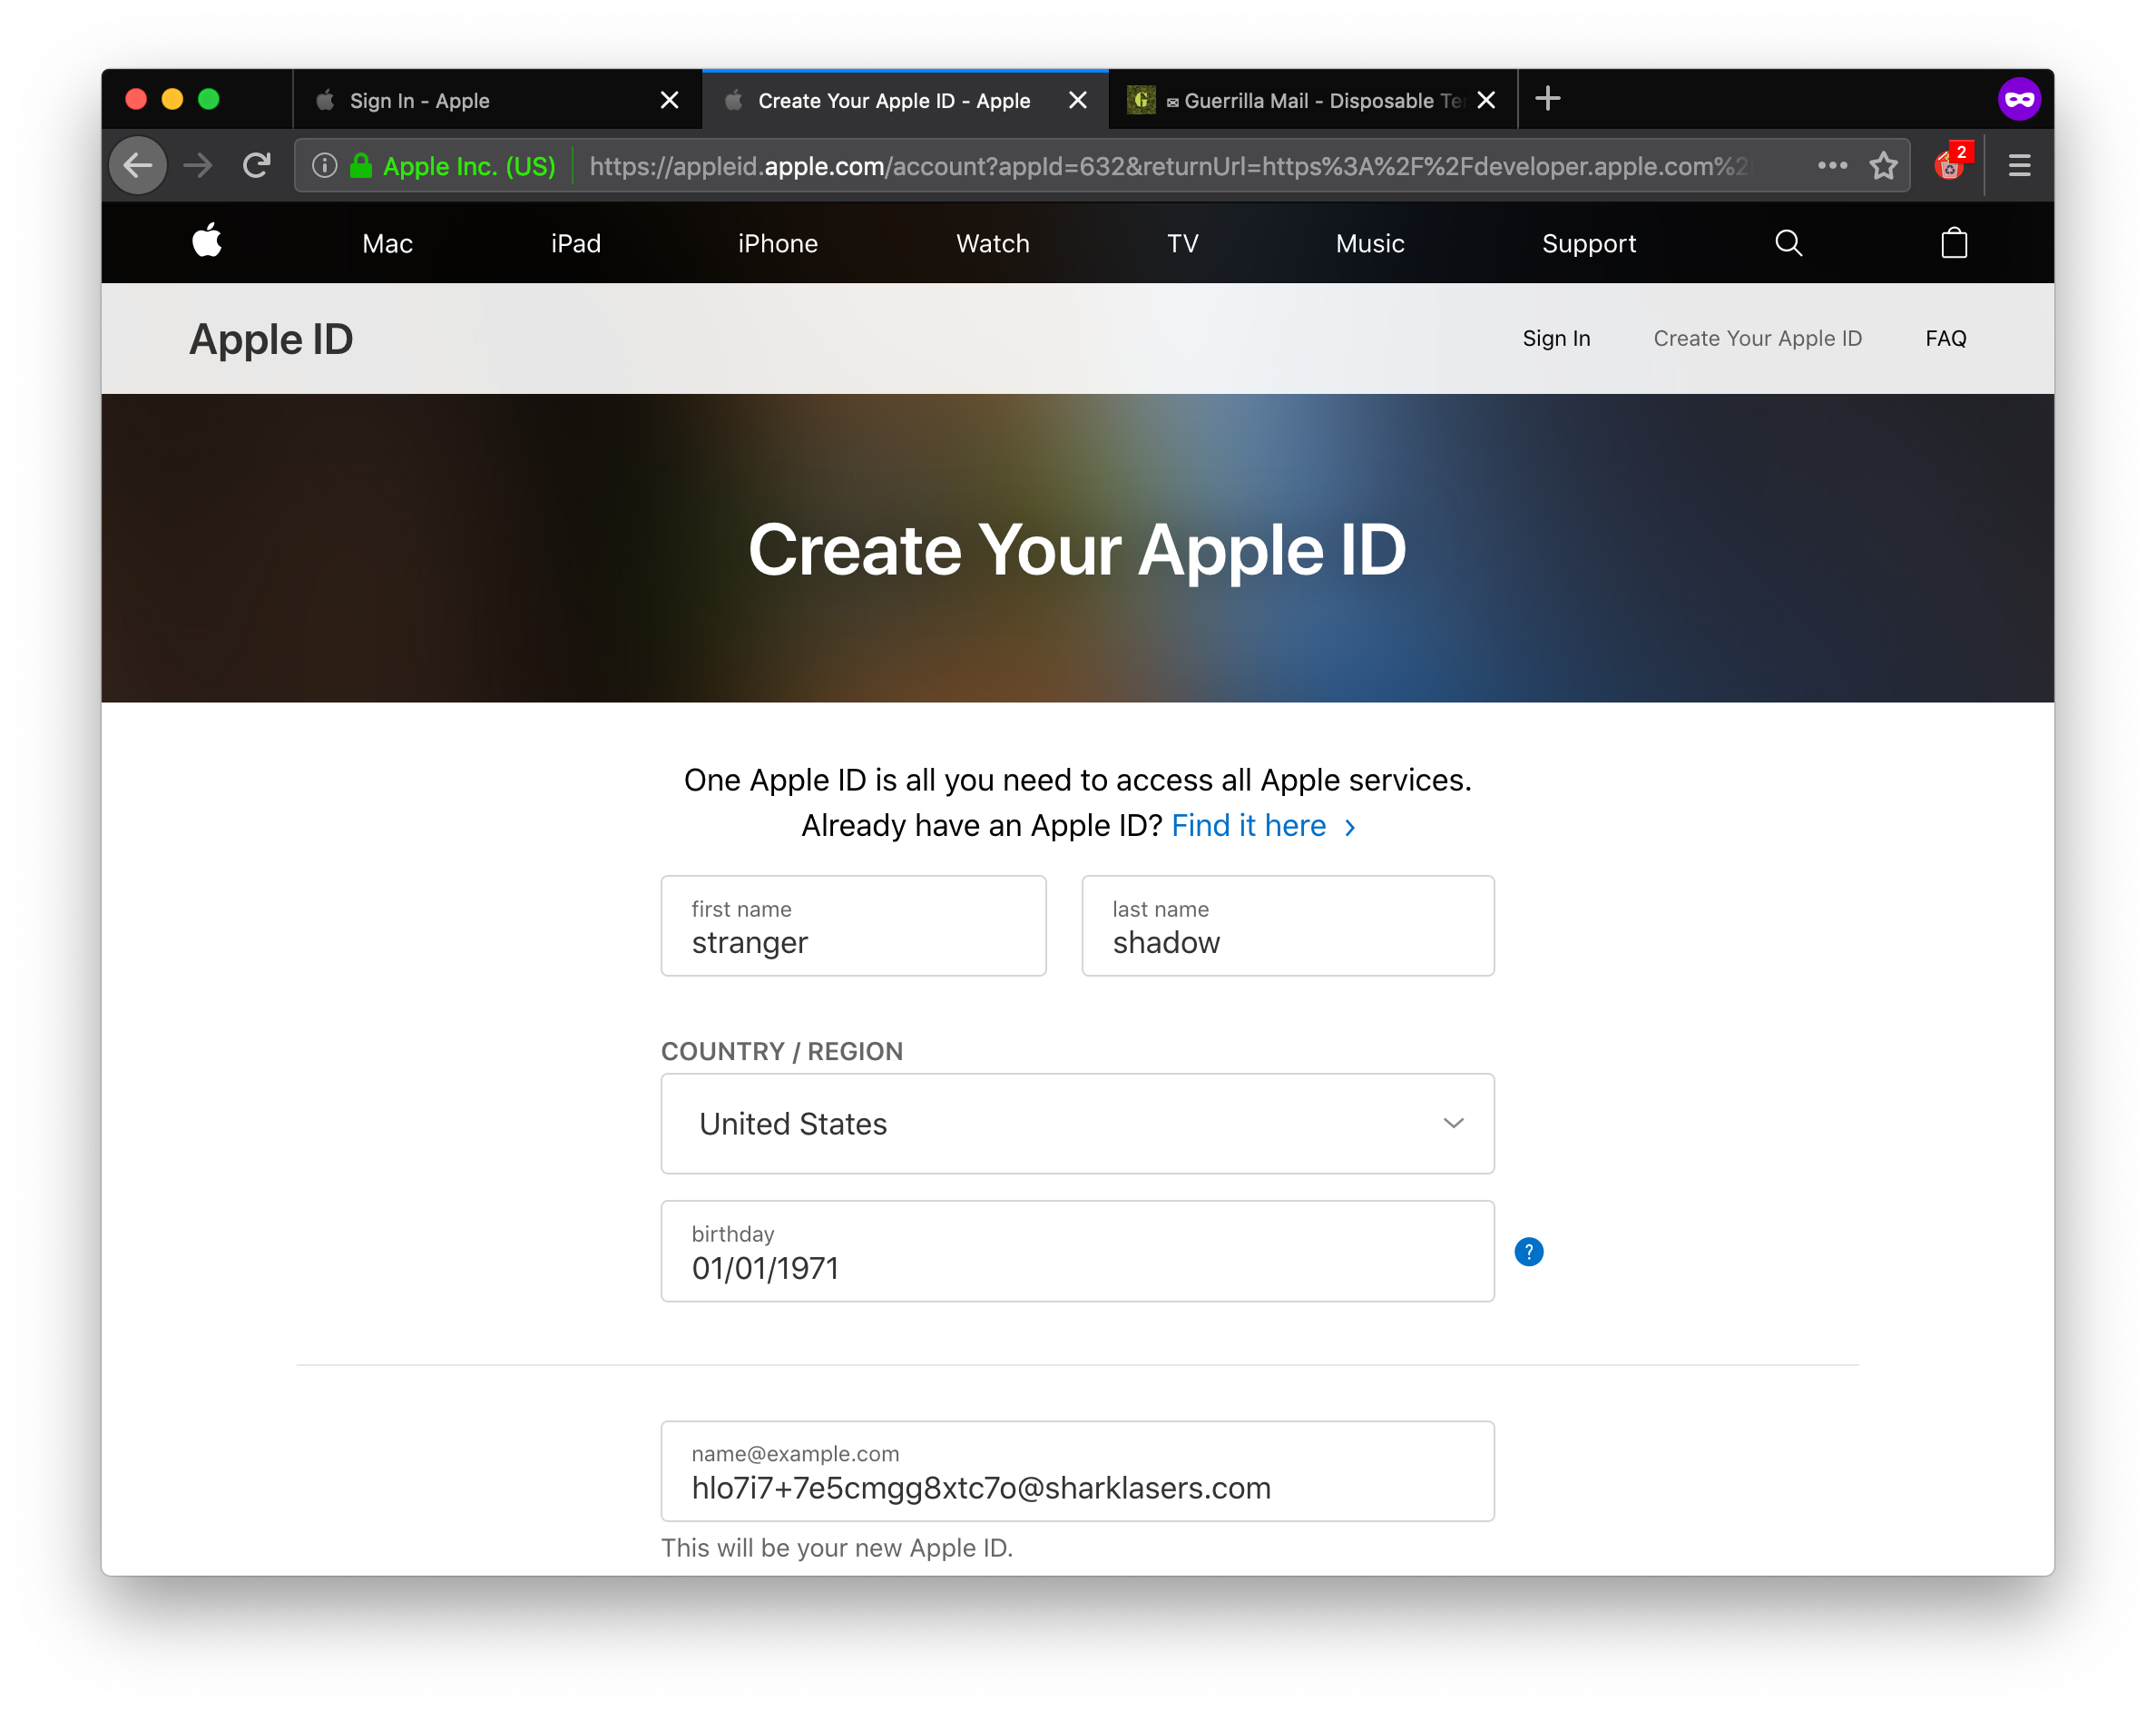 Sign In - Apple
Create Your Apple ID - Apple
G ✉ Guerrilla Mail - Disposable Te
Apple Inc. (US) https://appleid.apple.com/account?appId=632&returnUrl=https%3A%2F%2Fdeveloper.apple.com%2
2
Mac iPad iPhone Watch TV Music Support
Apple ID
Sign In Create Your Apple ID FAQ
Create Your Apple ID
One Apple ID is all you need to access all Apple services.
Already have an Apple ID? Find it here >
first name
stranger
last name
shadow
COUNTRY / REGION
United States
birthday
01/01/1971
?
name@example.com
hlo7i7+7e5cmgg8xtc7o@sharklasers.com
This will be your new Apple ID.